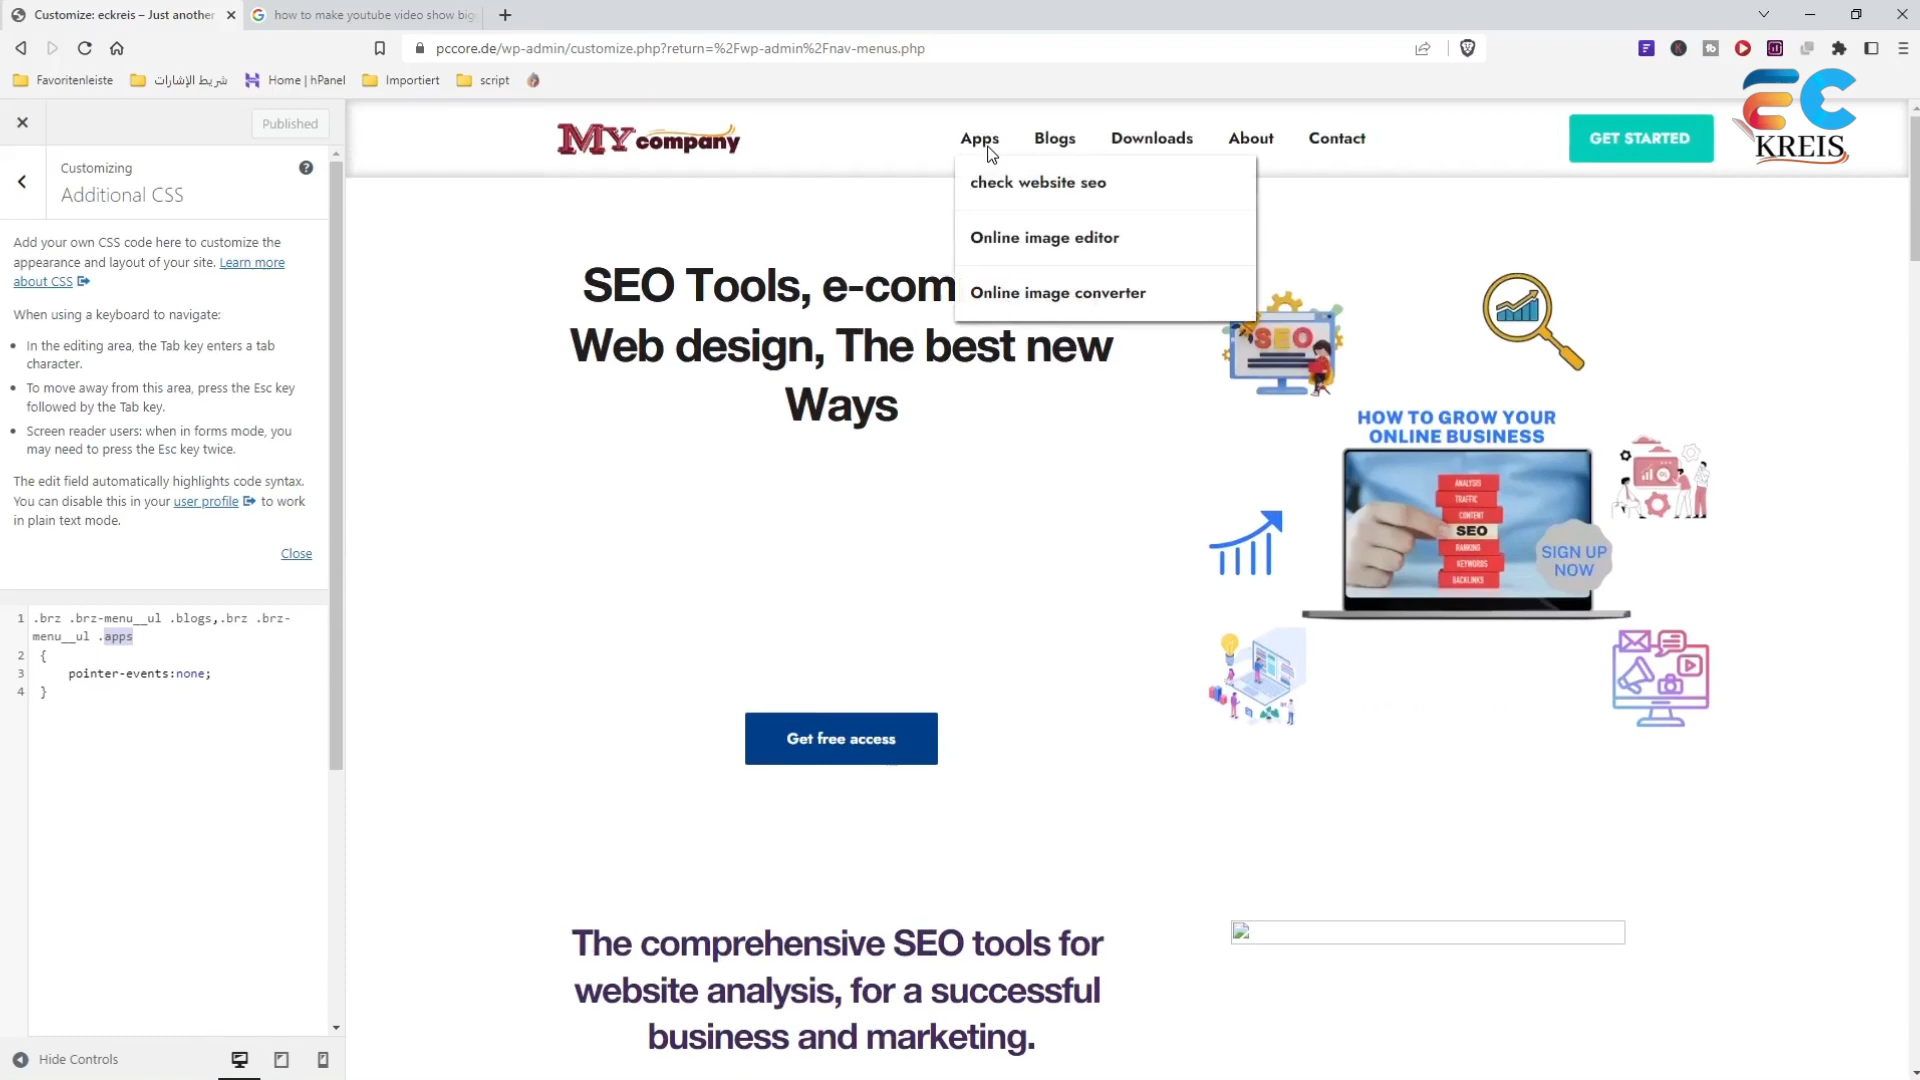 Customize: eckreis – Just another
how to make youtube video show big
pccore.de/wp-admin/customize.php?return=%2Fwp-admin%2Fnav-menus.php
Favoritenleiste
شريط الإشارات
Home | hPanel
Importiert
script
Published
Customizing
Additional CSS
Add your own CSS code here to customize the
appearance and layout of your site. Learn more
about CSS
When using a keyboard to navigate:
In the editing area, the Tab key enters a tab
character.
To move away from this area, press the Esc key
followed by the Tab key.
Screen reader users: when in forms mode, you
may need to press the Esc key twice.
The edit field automatically highlights code syntax.
You can disable this in your user profile to work
in plain text mode.
Close
1 .brz .brz-menu__ul .blogs,.brz .brz-
menu__ul .apps
2 {
3 pointer-events:none;
4 }
Hide Controls
MY company
Apps
Blogs
Downloads
About
Contact
GET STARTED
EC
KREIS
check website seo
Online image editor
Online image converter
SEO Tools, e-com
Web design, The best new
Ways
Get free access
SEO
HOW TO GROW YOUR
ONLINE BUSINESS
ANALYSIS
TRAFFIC
CONTENT
SEO
RANKING
KEYWORDS
BACKLINKS
SIGN UP
NOW
The comprehensive SEO tools for
website analysis, for a successful
business and marketing.